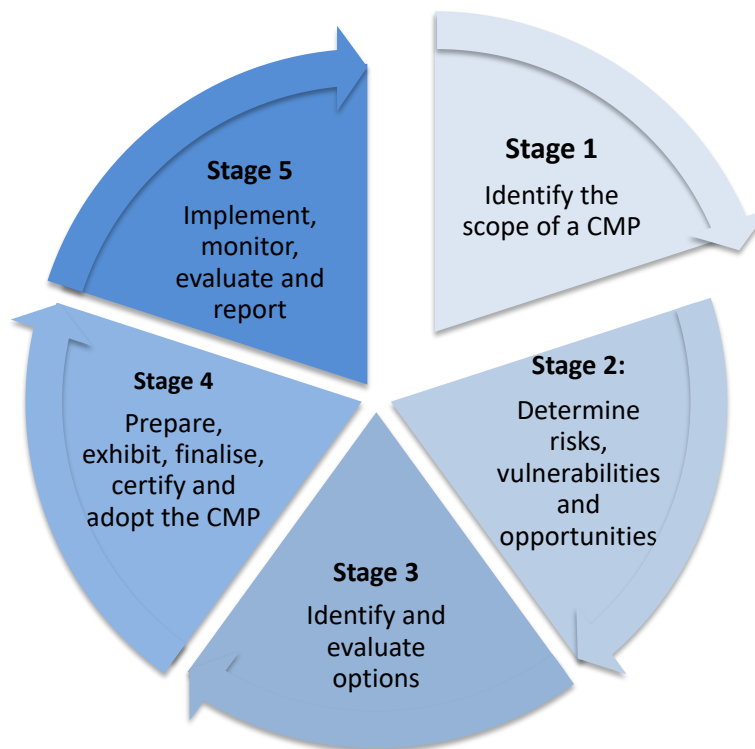 Stage 1
Identify the
scope of a CMP
Stage 2:
Determine
risks,
vulnerabilities
and
opportunities
Stage 3
Identify and
evaluate
options
Stage 4
Prepare,
exhibit, finalise,
certify and
adopt the CMP
Stage 5
Implement,
monitor,
evaluate and
report